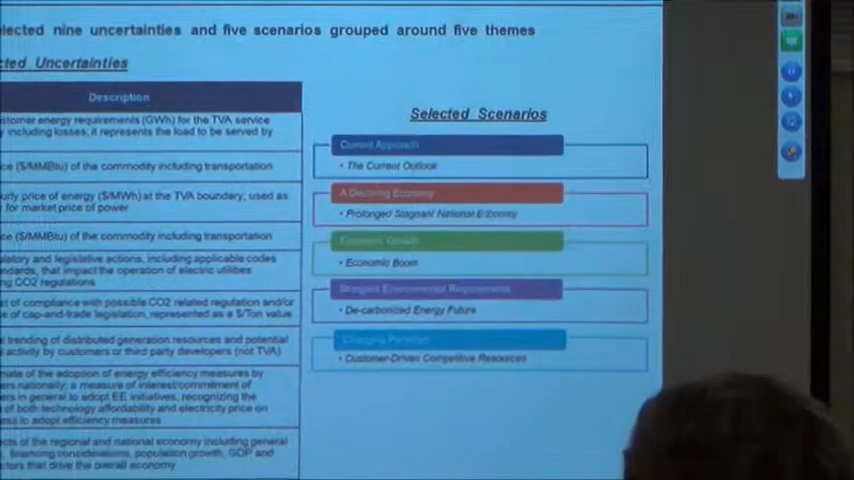 elected nine uncertainties and five scenarios grouped around five themes
cted Uncertainties
Description
stomer energy requirements (GWh) for the TVA service
y including losses; it represents the load to be served by
ce ($/MMBtu) of the commodity including transportation
urly price of energy ($/MWh) at the TVA boundary; used as
for market price of power
ce ($/MMBtu) of the commodity including transportation
ulatory and legislative actions, including applicable codes
ndards, that impact the operation of electric utilities
ng CO2 regulations
st of compliance with possible CO2 related regulation and/or
e of cap-and-trade legislation, represented as a $/Ton value
l trending of distributed generation resources and potential
l activity by customers or third party developers (not TVA)
mate of the adoption of energy efficiency measures by
ers nationally; a measure of interest/commitment of
ers in general to adopt EE initiatives, recognizing the
of both technology affordability and electricity price on
ess to adopt efficiency measures
cts of the regional and national economy including general
, financing considerations, population growth, GDP and
ctors that drive the overall economy
Selected Scenarios
Current Approach
• The Current Outlook
A Declining Economy
• Prolonged Stagnant National Economy
Economic Growth
• Economic Boom
Stringent Environmental Requirements
• De-carbonized Energy Future
Changing Paradigm
• Customer-Driven Competitive Resources